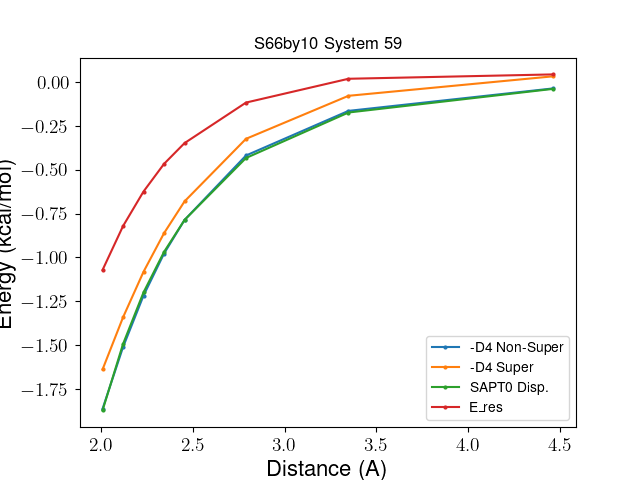 S66by10 System 59
Energy (kcal/mol)
0.00
−0.25
−0.50
−0.75
−1.00
−1.25
−1.50
−1.75
-D4 Non-Super
-D4 Super
SAPT0 Disp.
E_res
2.0 2.5 3.0 3.5 4.0 4.5
Distance (A)